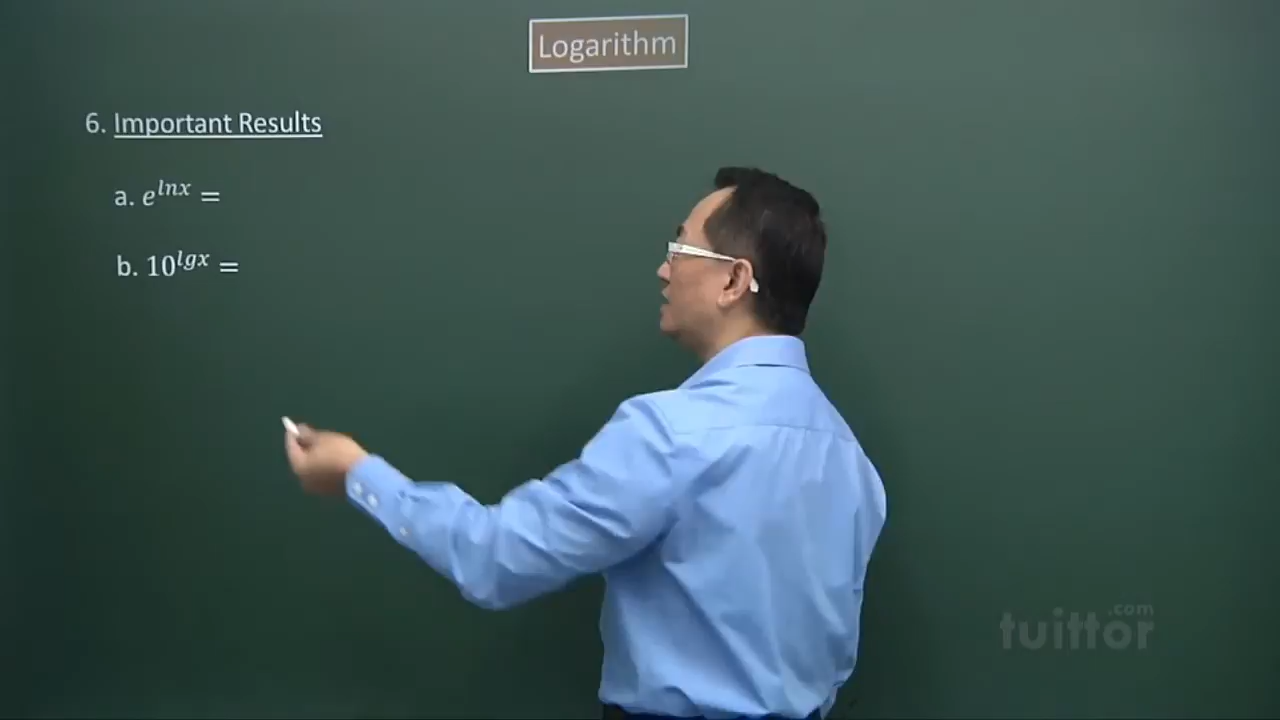 Logarithm
6. Important Results
a. e^{lnx} =
b. 10^{lgx} =
tuittor.com